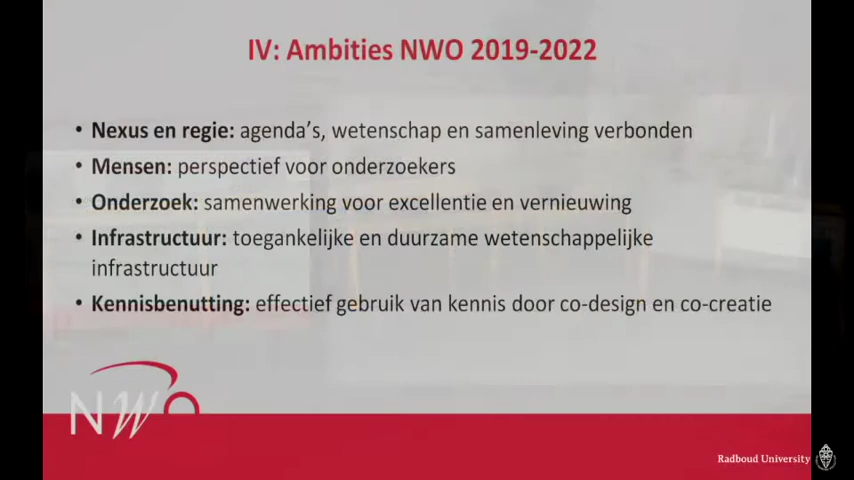 IV: Ambities NWO 2019-2022
• Nexus en regie: agenda's, wetenschap en samenleving verbonden
• Mensen: perspectief voor onderzoekers
• Onderzoek: samenwerking voor excellentie en vernieuwing
• Infrastructuur: toegankelijke en duurzame wetenschappelijke
infrastructuur
• Kennisbenutting: effectief gebruik van kennis door co-design en co-creatie
NWO
Radboud University